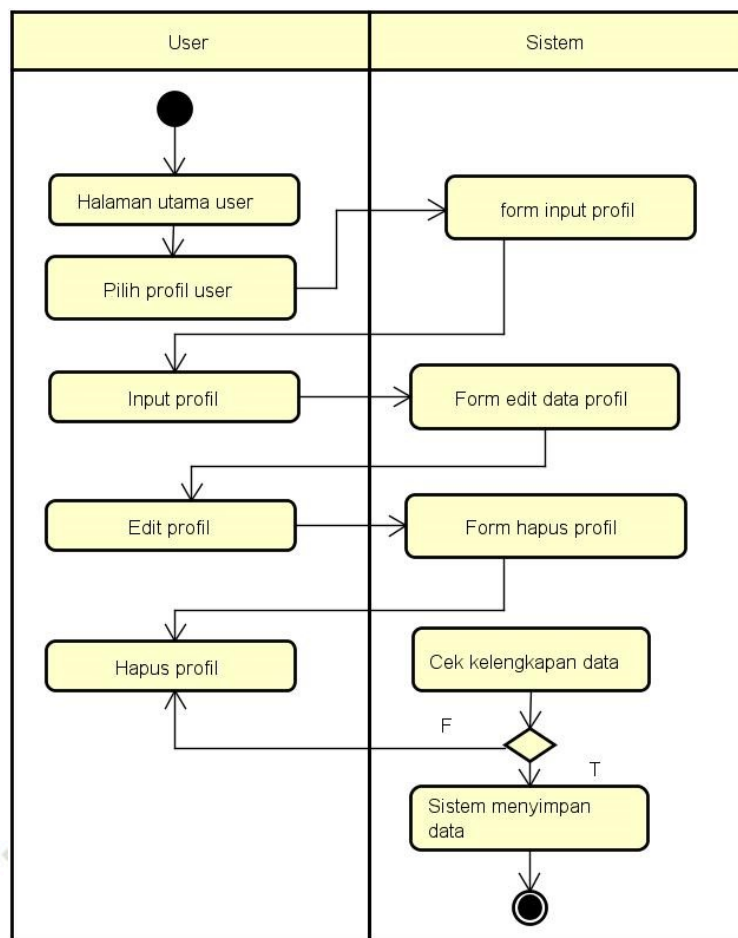 User
Sistem
Halaman utama user
form input profil
Pilih profil user
Input profil
Form edit data profil
Edit profil
Form hapus profil
Hapus profil
Cek kelengkapan data
F
T
Sistem menyimpan
data